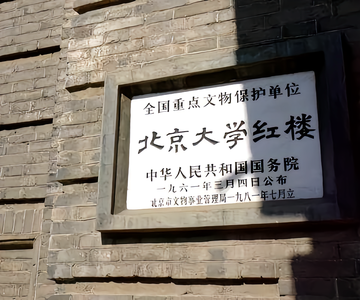 全国重点文物保护单位
北京大学红楼
中华人民共和国国务院
一九六一年三月四日公布
北京市文物事业管理局一九八一年七月立